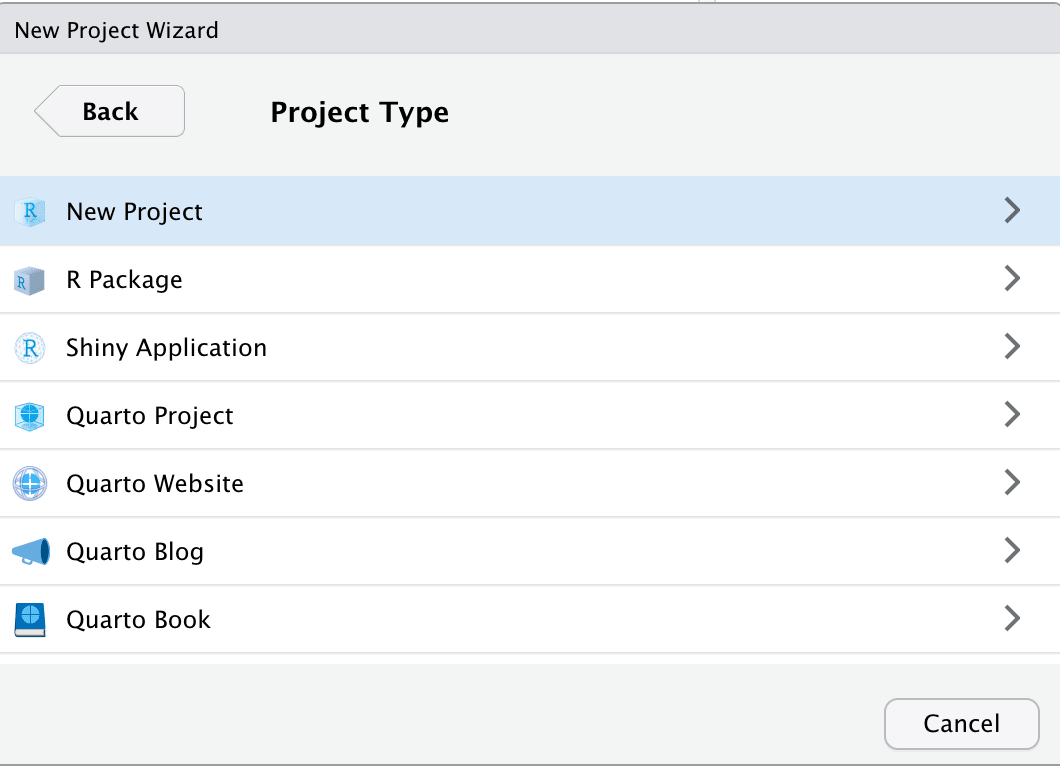 New Project Wizard
Back
Project Type
R New Project
R R Package
R Shiny Application
Quarto Project
Quarto Website
Quarto Blog
Quarto Book
Cancel